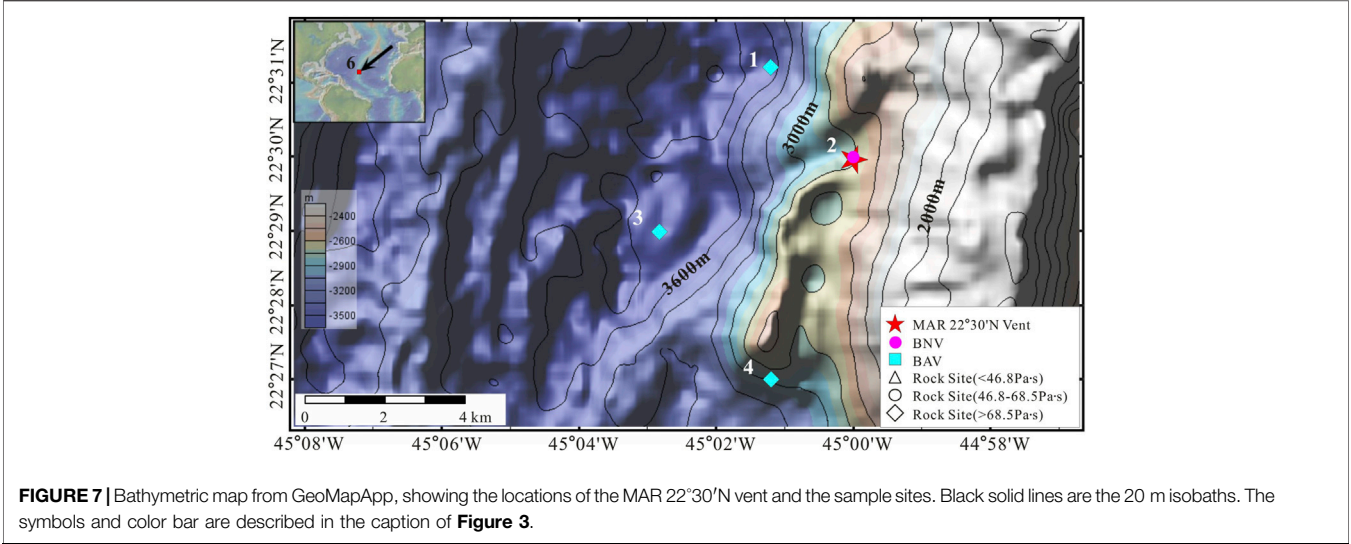 6
22°31'N
22°30'N
22°29'N
22°28'N
22°27'N
1
2
3
4
3000m
2000m
3600m
m
-2400
-2600
-2900
-3200
-3500
MAR 22°30'N Vent
BNV
BAV
Rock Site(<46.8Pa·s)
Rock Site(46.8-68.5Pa·s)
Rock Site(>68.5Pa·s)
0 2 4 km
45°08'W 45°06'W 45°04'W 45°02'W 45°00'W 44°58'W
FIGURE 7 | Bathymetric map from GeoMapApp, showing the locations of the MAR 22°30′N vent and the sample sites. Black solid lines are the 20 m isobaths. The
symbols and color bar are described in the caption of Figure 3.